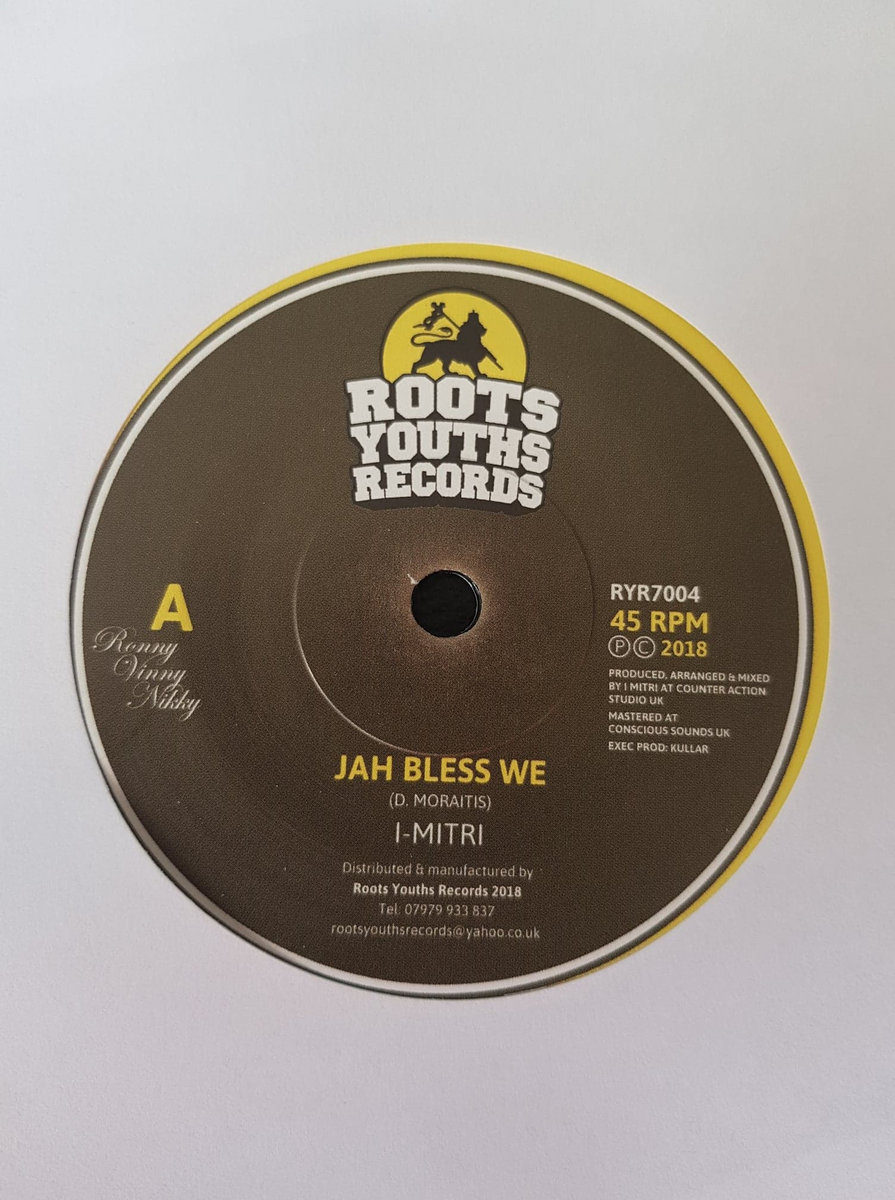 ROOTS
YOUTHS
RECORDS
A
Ronny
Vinny
Nikky
RYR7004
45 RPM
Ⓟ© 2018
PRODUCED, ARRANGED & MIXED
BY I MITRI AT COUNTER ACTION
STUDIO UK
MASTERED AT
CONSCIOUS SOUNDS UK
EXEC PROD: KULLAR
JAH BLESS WE
(D. MORAITIS)
I-MITRI
Distributed & manufactured by
Roots Youths Records 2018
Tel: 07979 933 837
rootsyouthsrecords@yahoo.co.uk